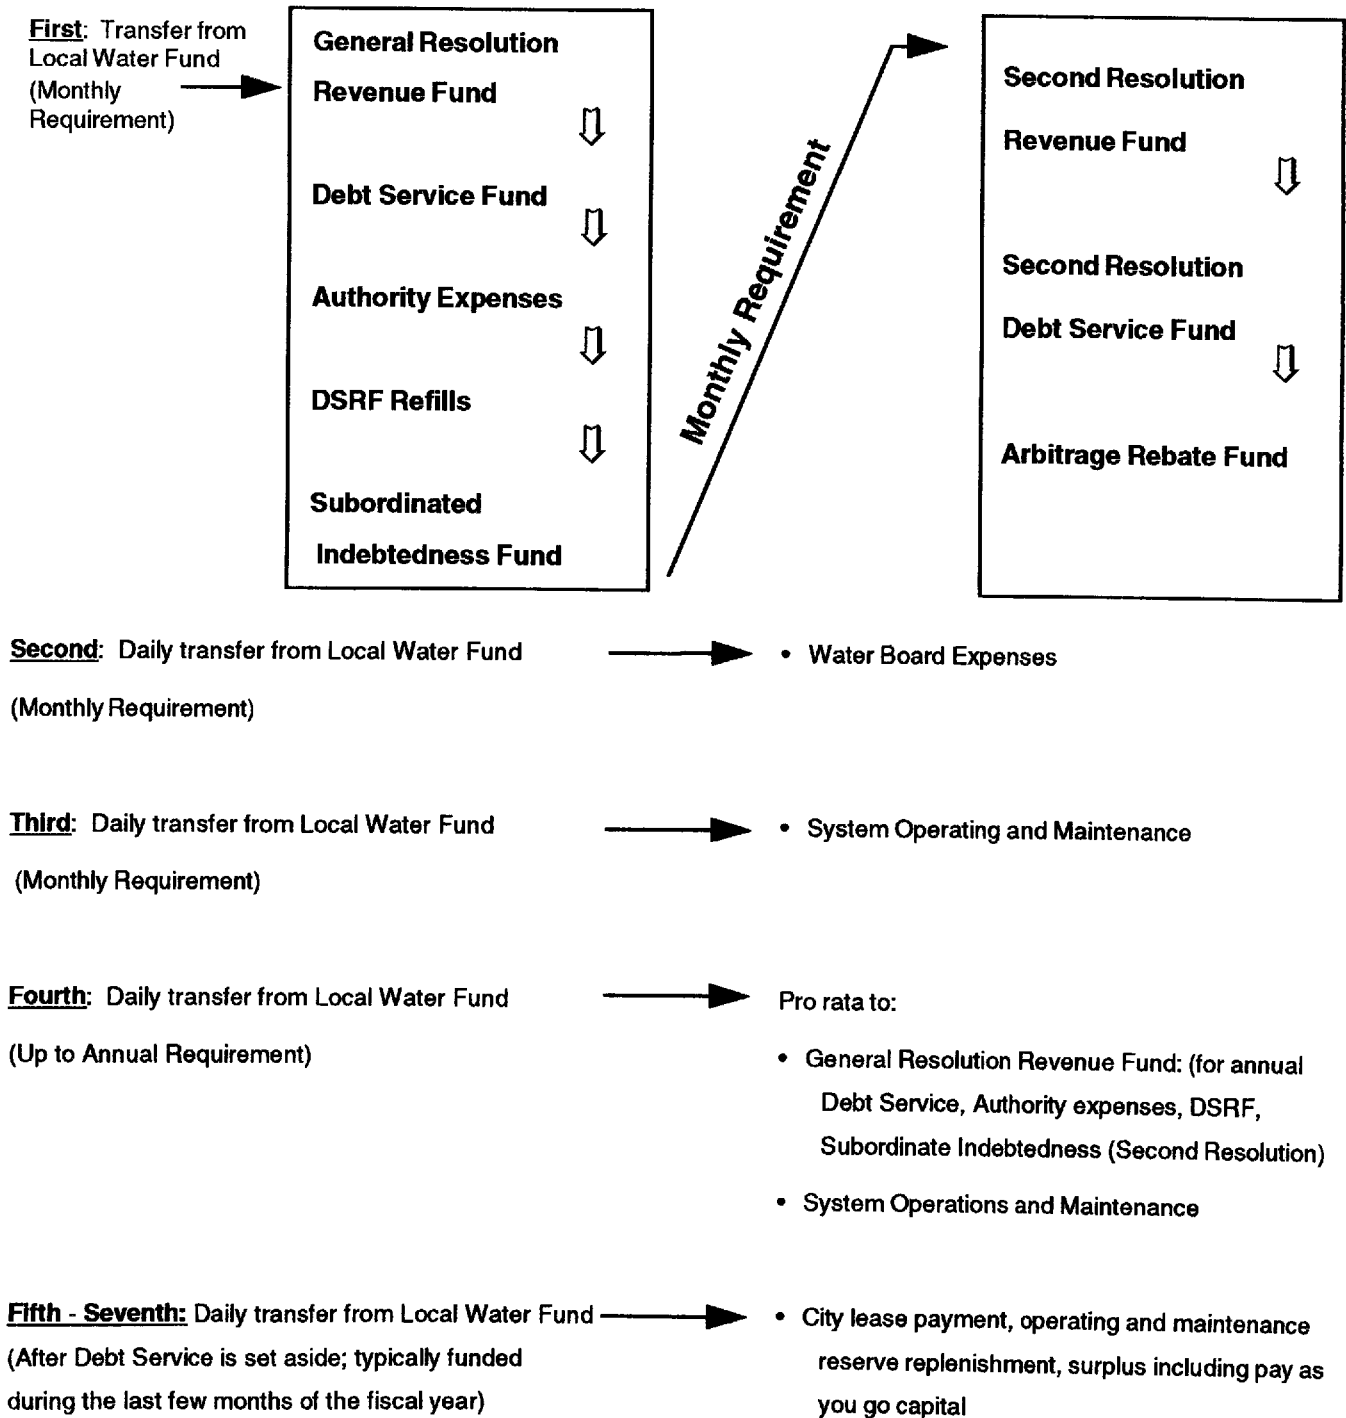 First: Transfer from
Local Water Fund
(Monthly
Requirement)
General Resolution
Revenue Fund
Debt Service Fund
Authority Expenses
DSRF Refills
Subordinated
Indebtedness Fund
Monthly Requirement
Second Resolution
Revenue Fund
Second Resolution
Debt Service Fund
Arbitrage Rebate Fund
Second: Daily transfer from Local Water Fund
(Monthly Requirement)
• Water Board Expenses
Third: Daily transfer from Local Water Fund
(Monthly Requirement)
• System Operating and Maintenance
Fourth: Daily transfer from Local Water Fund
(Up to Annual Requirement)
Pro rata to:
• General Resolution Revenue Fund: (for annual
Debt Service, Authority expenses, DSRF,
Subordinate Indebtedness (Second Resolution)
• System Operations and Maintenance
Fifth - Seventh: Daily transfer from Local Water Fund
(After Debt Service is set aside; typically funded
during the last few months of the fiscal year)
• City lease payment, operating and maintenance
reserve replenishment, surplus including pay as
you go capital